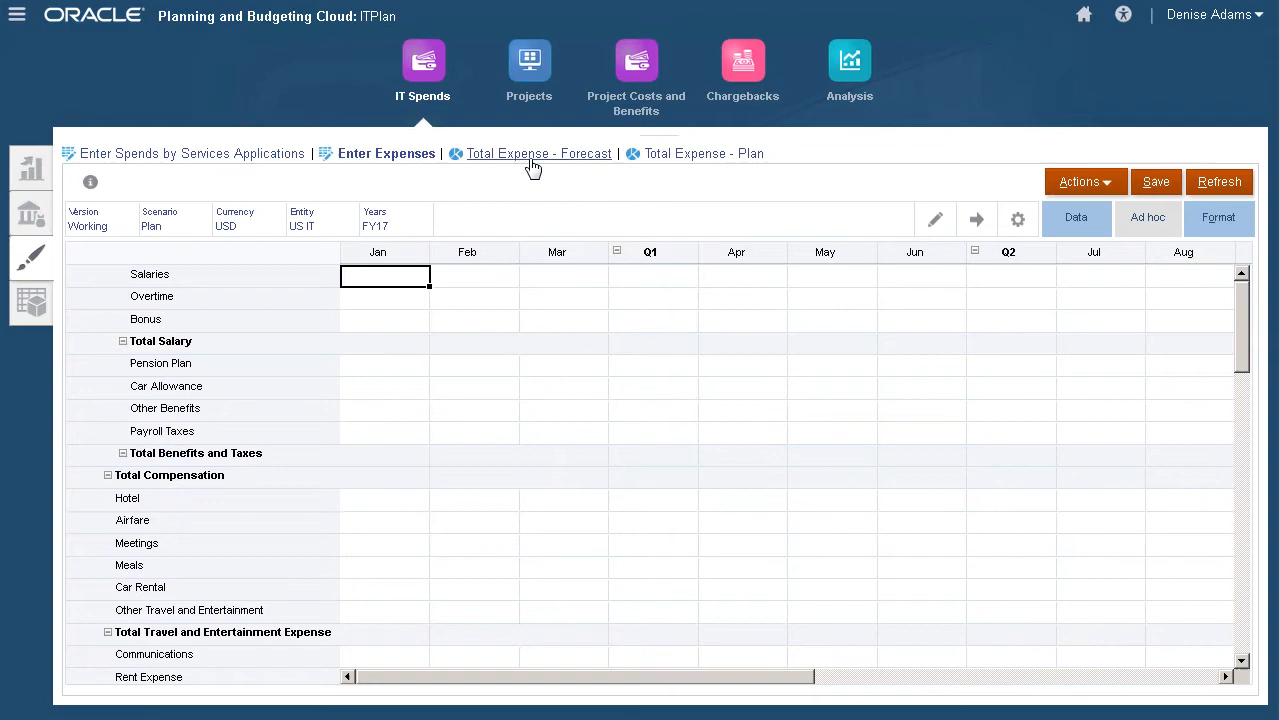 ORACLE Planning and Budgeting Cloud: ITPlan
Denise Adams
IT Spends
Projects
Project Costs and
Benefits
Chargebacks
Analysis
Enter Spends by Services Applications | Enter Expenses | Total Expense - Forecast | Total Expense - Plan
Actions Save Refresh
Version Scenario Currency Entity Years
Working Plan USD US IT FY17
Data Ad hoc Format
Jan Feb Mar Q1 Apr May Jun Q2 Jul Aug
Salaries
Overtime
Bonus
Total Salary
Pension Plan
Car Allowance
Other Benefits
Payroll Taxes
Total Benefits and Taxes
Total Compensation
Hotel
Airfare
Meetings
Meals
Car Rental
Other Travel and Entertainment
Total Travel and Entertainment Expense
Communications
Rent Expense